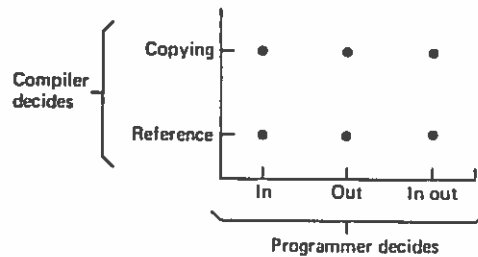 Copying
Compiler
decides
Reference
In Out In out
Programmer decides